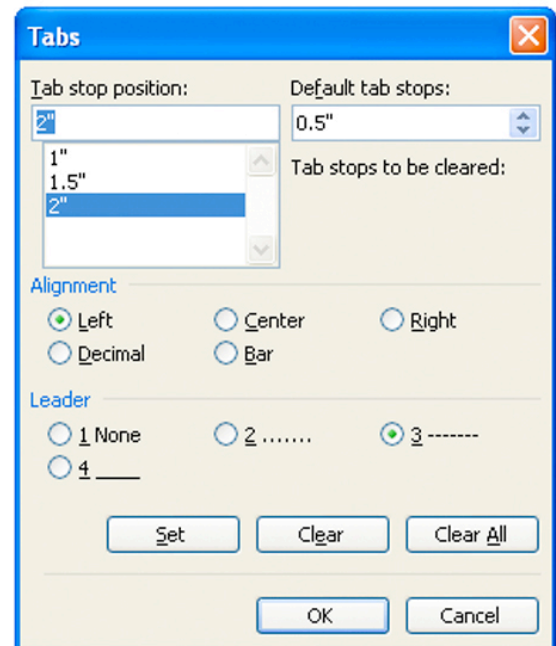 Tabs
Tab stop position:
Default tab stops:
2"
0.5"
1"
1.5"
2"
Tab stops to be cleared:
Alignment
Left
Center
Right
Decimal
Bar
Leader
1 None
2 .......
3 -------
4 ____
Set
Clear
Clear All
OK
Cancel